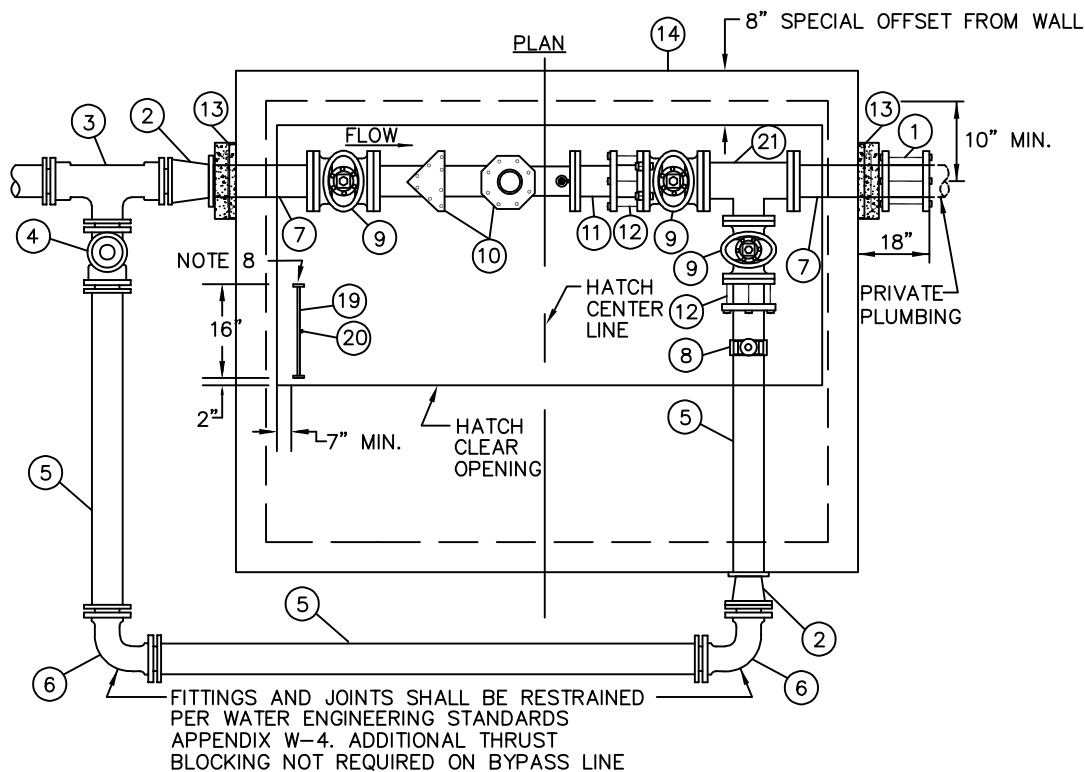 8" SPECIAL OFFSET FROM WALL
PLAN
14
13
2
3
13
1
FLOW
21
10" MIN.
4
7
9
10
11
12
9
9
7
18"
NOTE 8
19
20
16"
HATCH
CENTER
LINE
12
PRIVATE
PLUMBING
8
2"
7" MIN.
HATCH
CLEAR
OPENING
5
5
5
2
6
6
FITTINGS AND JOINTS SHALL BE RESTRAINED
PER WATER ENGINEERING STANDARDS
APPENDIX W-4. ADDITIONAL THRUST
BLOCKING NOT REQUIRED ON BYPASS LINE